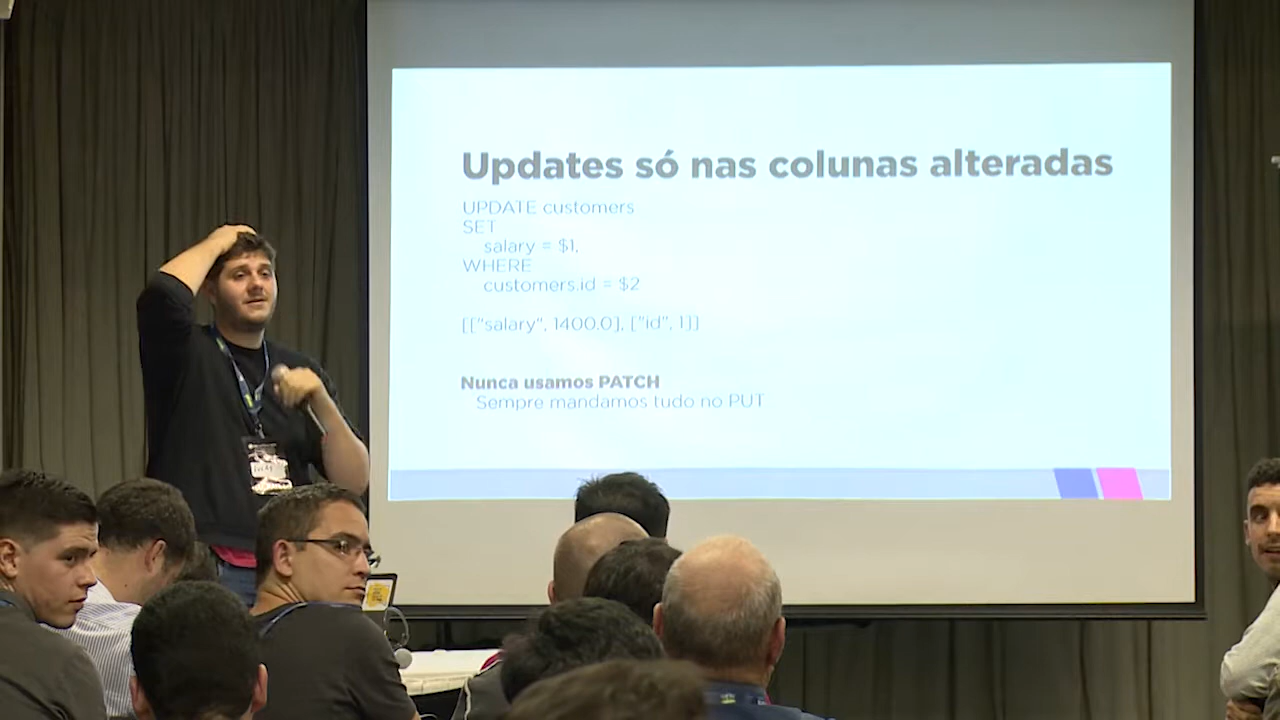 Updates só nas colunas alteradas
UPDATE customers
SET
salary = $1,
WHERE
customers.id = $2
[["salary", 1400.0], ["id", 1]]
Nunca usamos PATCH
Sempre mandamos tudo no PUT